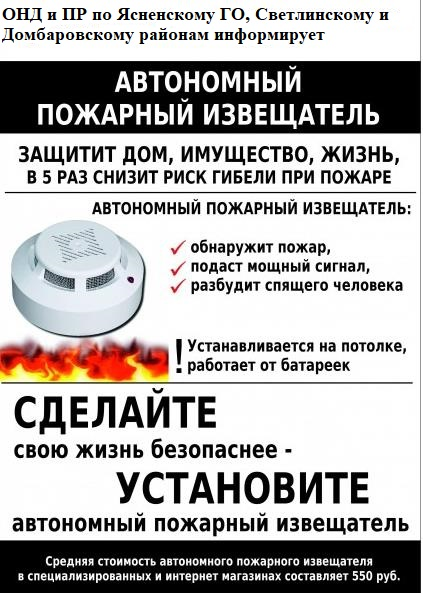 ОНД и ПР по Ясненскому ГО, Светлинскому и
Домбаровскому районам информирует
АВТОНОМНЫЙ
ПОЖАРНЫЙ ИЗВЕЩАТЕЛЬ
ЗАЩИТИТ ДОМ, ИМУЩЕСТВО, ЖИЗНЬ,
В 5 РАЗ СНИЗИТ РИСК ГИБЕЛИ ПРИ ПОЖАРЕ
АВТОНОМНЫЙ ПОЖАРНЫЙ ИЗВЕЩАТЕЛЬ:
обнаружит пожар,
подаст мощный сигнал,
разбудит спящего человека
! Устанавливается на потолке,
работает от батареек
СДЕЛАЙТЕ
свою жизнь безопаснее -
УСТАНОВИТЕ
автономный пожарный извещатель
Средняя стоимость автономного пожарного извещателя
в специализированных и интернет магазинах составляет 550 руб.